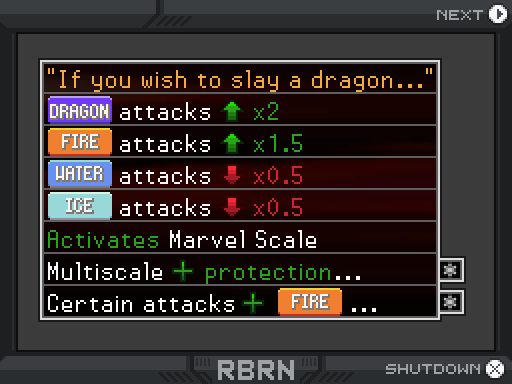 NEXT
"If you wish to slay a dragon..."
DRAGON attacks x2
FIRE attacks x1.5
WATER attacks x0.5
ICE attacks x0.5
Activates Marvel Scale
Multiscale + protection...
Certain attacks + FIRE ...
RBRN
SHUTDOWN